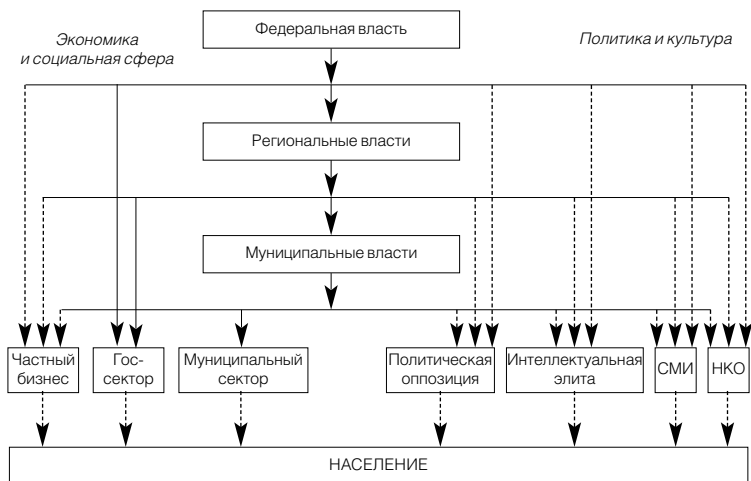 Экономика
и социальная сфера
Федеральная власть
Политика и культура
Региональные власти
Муниципальные власти
Частный
бизнес
Гос-
сектор
Муниципальный
сектор
Политическая
оппозиция
Интеллектуальная
элита
СМИ
НКО
НАСЕЛЕНИЕ